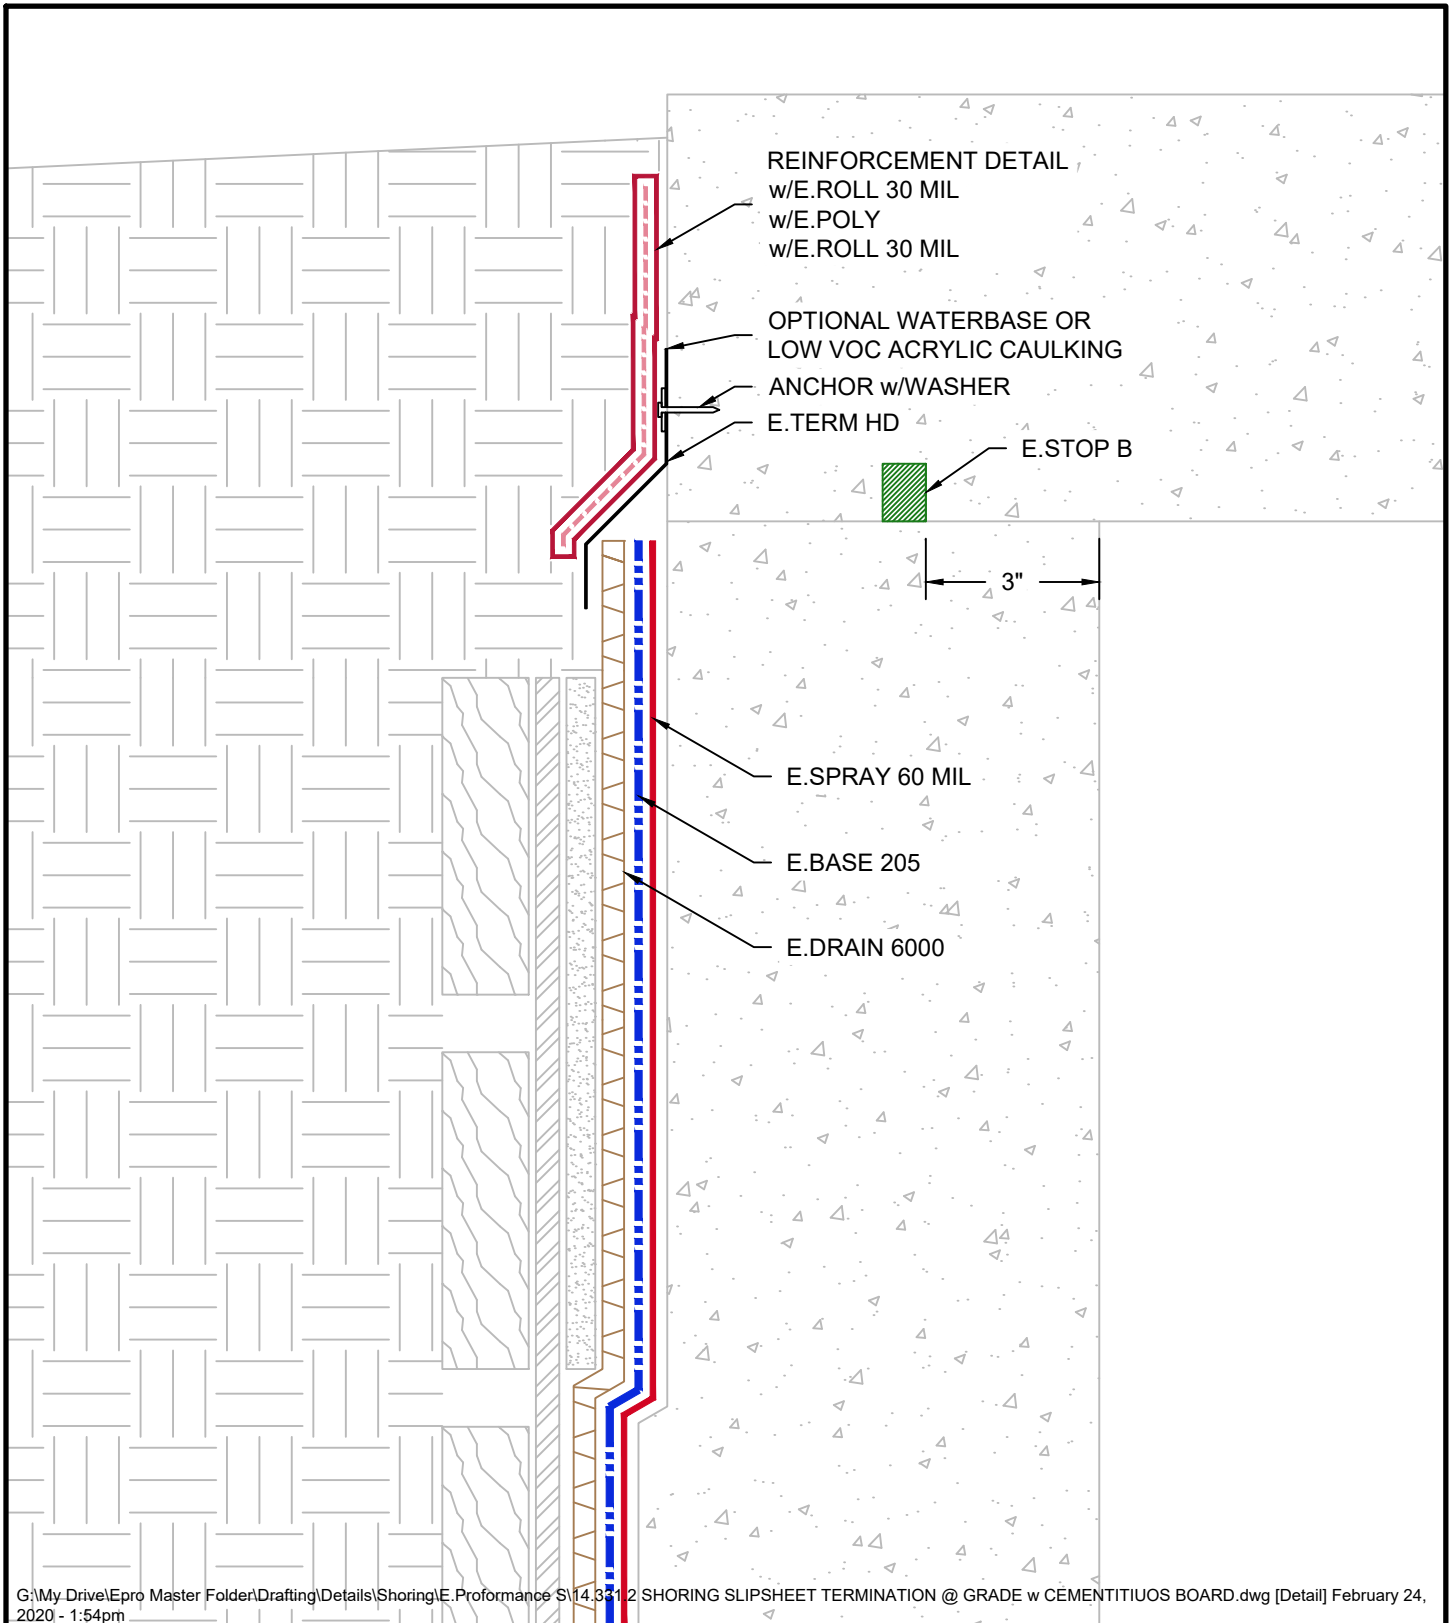 REINFORCEMENT DETAIL
w/E.ROLL 30 MIL
w/E.POLY
w/E.ROLL 30 MIL
OPTIONAL WATERBASE OR
LOW VOC ACRYLIC CAULKING
ANCHOR w/WASHER
E.TERM HD
E.STOP B
3"
E.SPRAY 60 MIL
E.BASE 205
E.DRAIN 6000
G:\My Drive\Epro Master Folder\Drafting\Details\Shoring\E.Proformance S\14.331.2 SHORING SLIPSHEET TERMINATION @ GRADE w CEMENTITIUOS BOARD.dwg [Detail] February 24,
2020 - 1:54pm